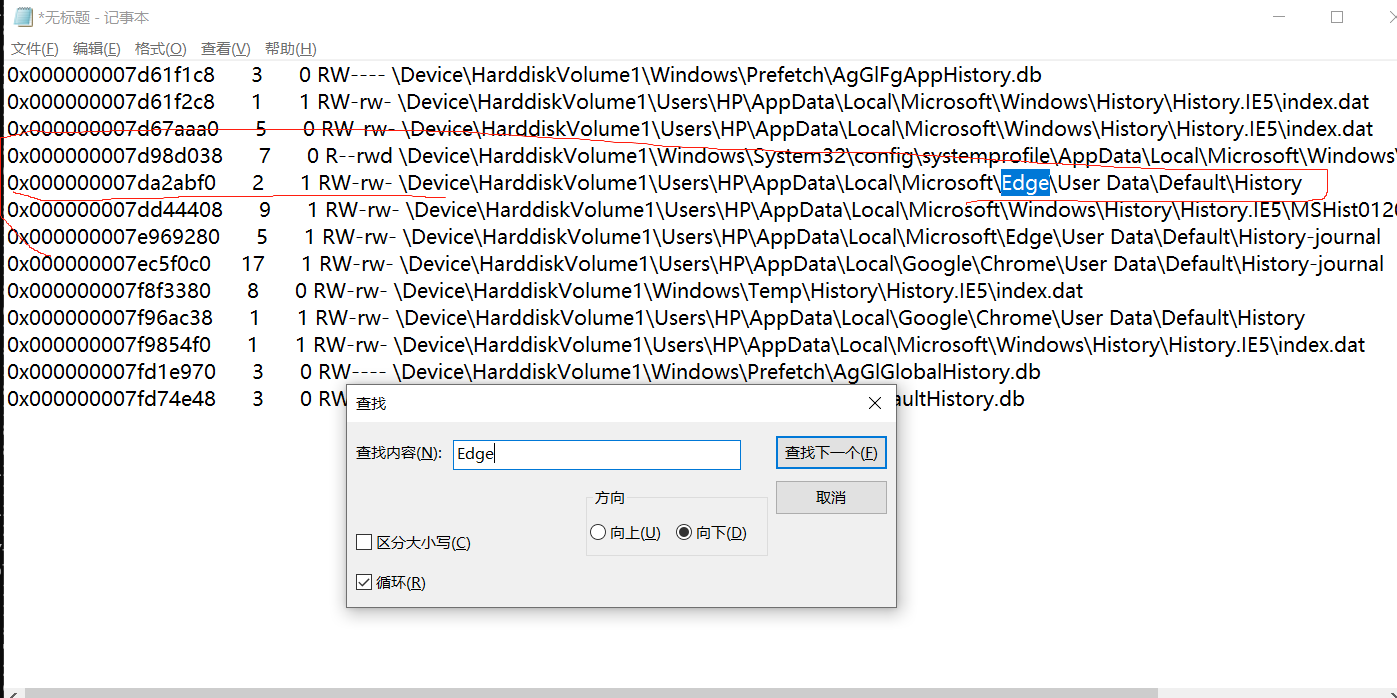 *无标题 - 记事本
文件(F) 编辑(E) 格式(O) 查看(V) 帮助(H)
0x000000007d61f1c8 3 0 RW---- \Device\HarddiskVolume1\Windows\Prefetch\AgGlFgAppHistory.db
0x000000007d61f2c8 1 1 RW-rw- \Device\HarddiskVolume1\Users\HP\AppData\Local\Microsoft\Windows\History\History.IE5\index.dat
0x000000007d67aaa0 5 0 RW-rw- \Device\HarddiskVolume1\Users\HP\AppData\Local\Microsoft\Windows\History\History.IE5\index.dat
0x000000007d98d038 7 0 R--rwd \Device\HarddiskVolume1\Windows\System32\config\systemprofile\AppData\Local\Microsoft\Windows\
0x000000007da2abf0 2 1 RW-rw- \Device\HarddiskVolume1\Users\HP\AppData\Local\Microsoft\Edge\User Data\Default\History
0x000000007dd44408 9 1 RW-rw- \Device\HarddiskVolume1\Users\HP\AppData\Local\Microsoft\Windows\History\History.IE5\MSHist0120
0x000000007e969280 5 1 RW-rw- \Device\HarddiskVolume1\Users\HP\AppData\Local\Microsoft\Edge\User Data\Default\History-journal
0x000000007ec5f0c0 17 1 RW-rw- \Device\HarddiskVolume1\Users\HP\AppData\Local\Google\Chrome\User Data\Default\History-journal
0x000000007f8f3380 8 0 RW-rw- \Device\HarddiskVolume1\Windows\Temp\History\History.IE5\index.dat
0x000000007f96ac38 1 1 RW-rw- \Device\HarddiskVolume1\Users\HP\AppData\Local\Google\Chrome\User Data\Default\History
0x000000007f9854f0 1 1 RW-rw- \Device\HarddiskVolume1\Users\HP\AppData\Local\Microsoft\Windows\History\History.IE5\index.dat
0x000000007fd1e970 3 0 RW---- \Device\HarddiskVolume1\Windows\Prefetch\AgGlGlobalHistory.db
0x000000007fd74e48 3 0 RW aultHistory.db
查找
查找内容(N): Edge 查找下一个(F)
方向 取消
向上(U) 向下(D)
区分大小写(C)
循环(R)